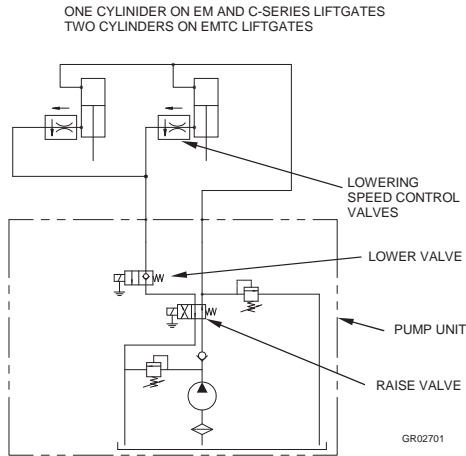 ONE CYLINIDER ON EM AND C-SERIES LIFTGATES
TWO CYLINDERS ON EMTC LIFTGATES
LOWERING
SPEED CONTROL
VALVES
LOWER VALVE
PUMP UNIT
RAISE VALVE
GR02701